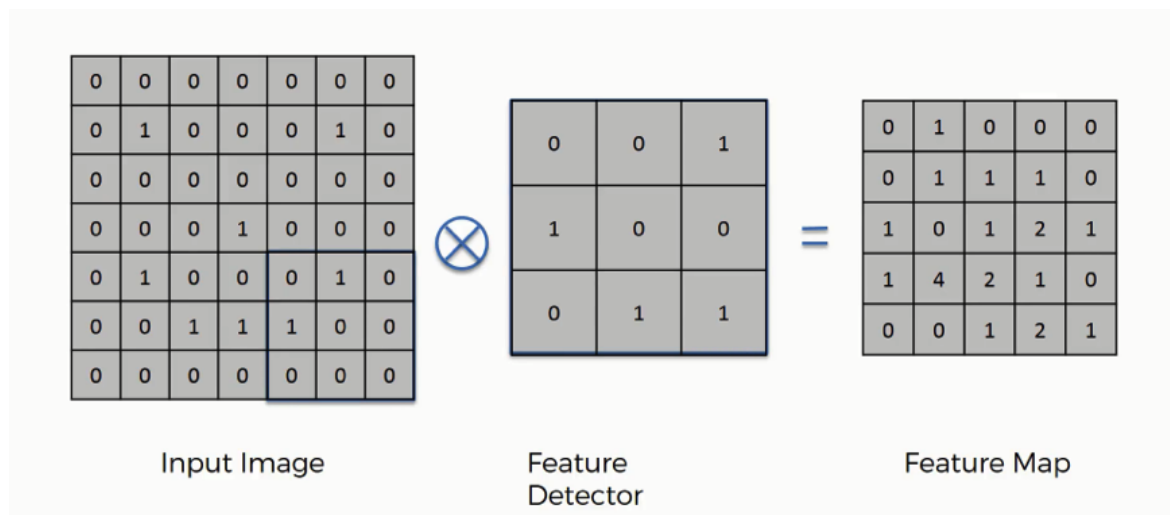 0 0 0 0 0 0 0
0 1 0 0 0 1 0
0 0 0 0 0 0 0
0 0 0 1 0 0 0
0 1 0 0 0 1 0
0 0 1 1 1 0 0
0 0 0 0 0 0 0
0 0 1
1 0 0
0 1 1
=
0 1 0 0 0
0 1 1 1 0
1 0 1 2 1
1 4 2 1 0
0 0 1 2 1
Input Image
Feature
Detector
Feature Map